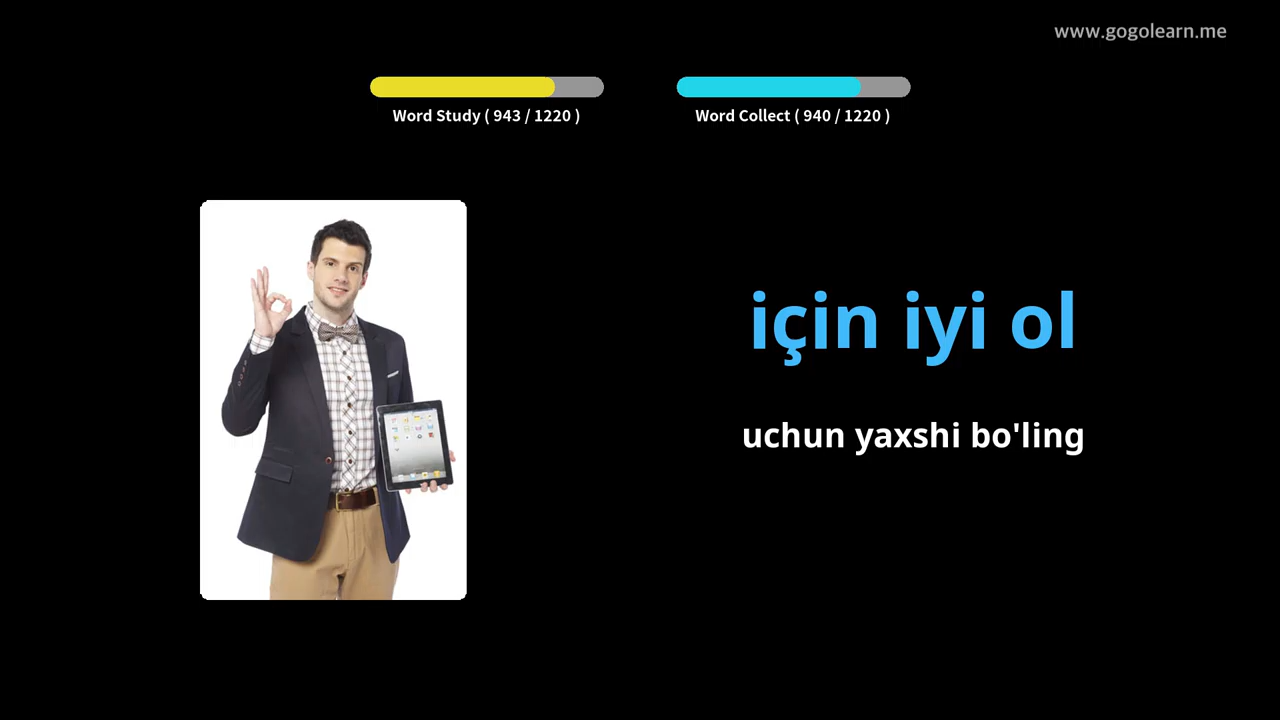 www.gogolearn.me
Word Study ( 943 / 1220 )
Word Collect ( 940 / 1220 )
için iyi ol
uchun yaxshi bo'ling